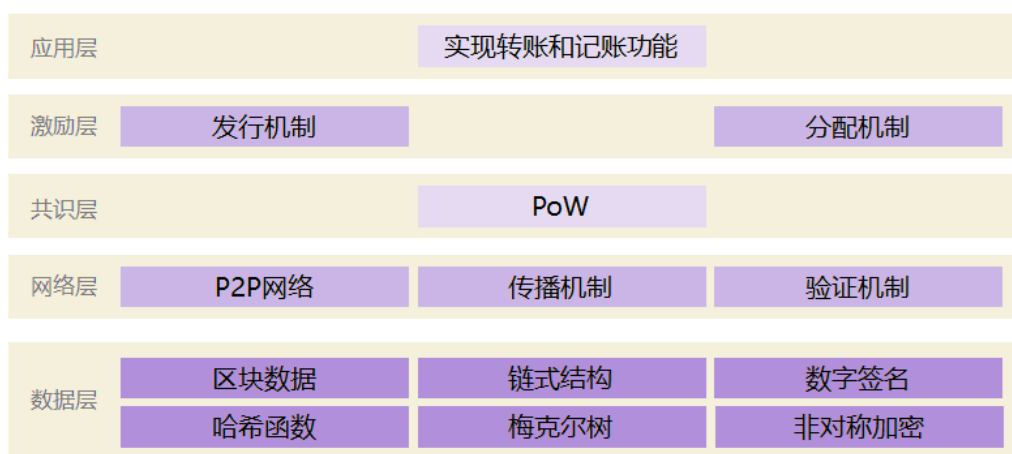 应用层 实现转账和记账功能
激励层 发行机制 分配机制
共识层 PoW
网络层 P2P网络 传播机制 验证机制
数据层 区块数据 链式结构 数字签名
哈希函数 梅克尔树 非对称加密